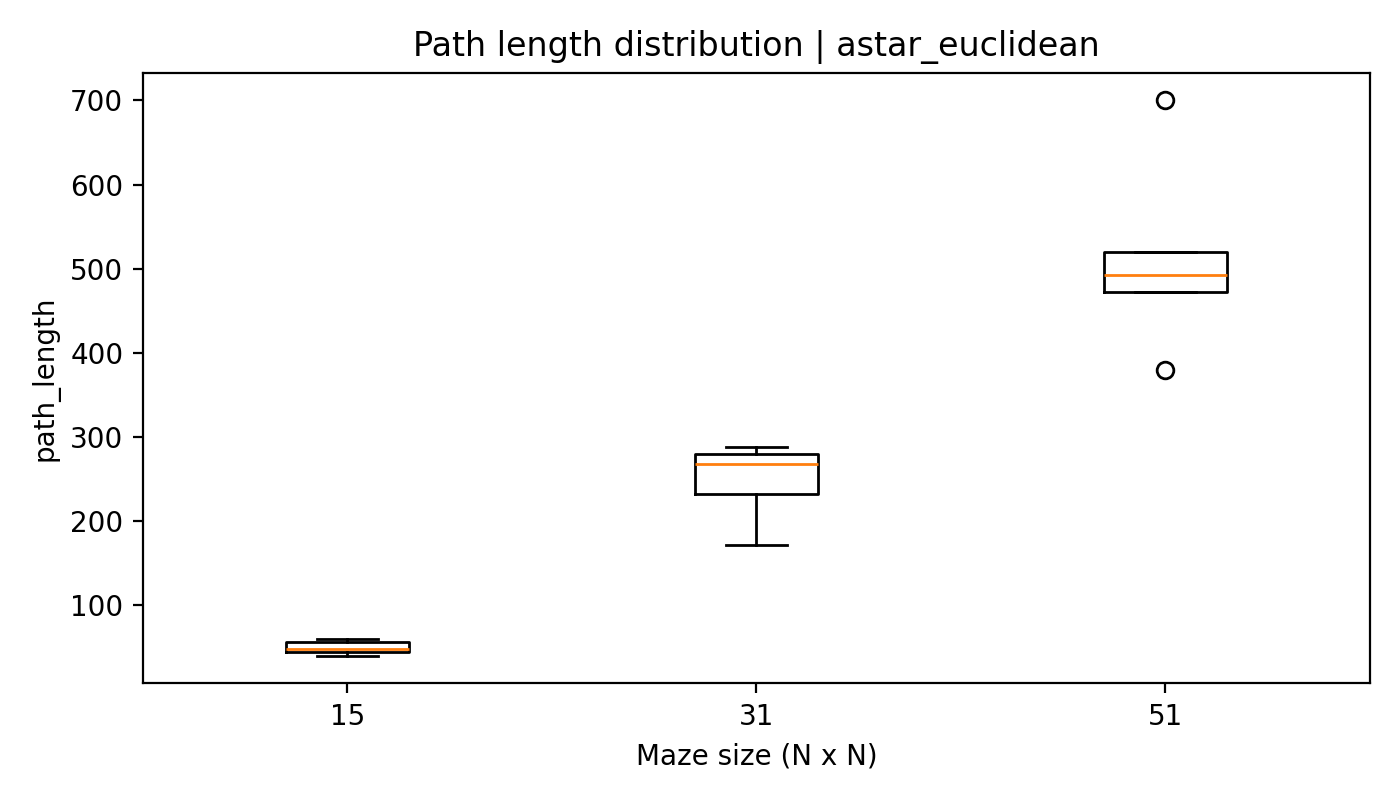 Path length distribution | astar_euclidean
700
600
500
400
300
200
100
path_length
15 31 51
Maze size (N x N)